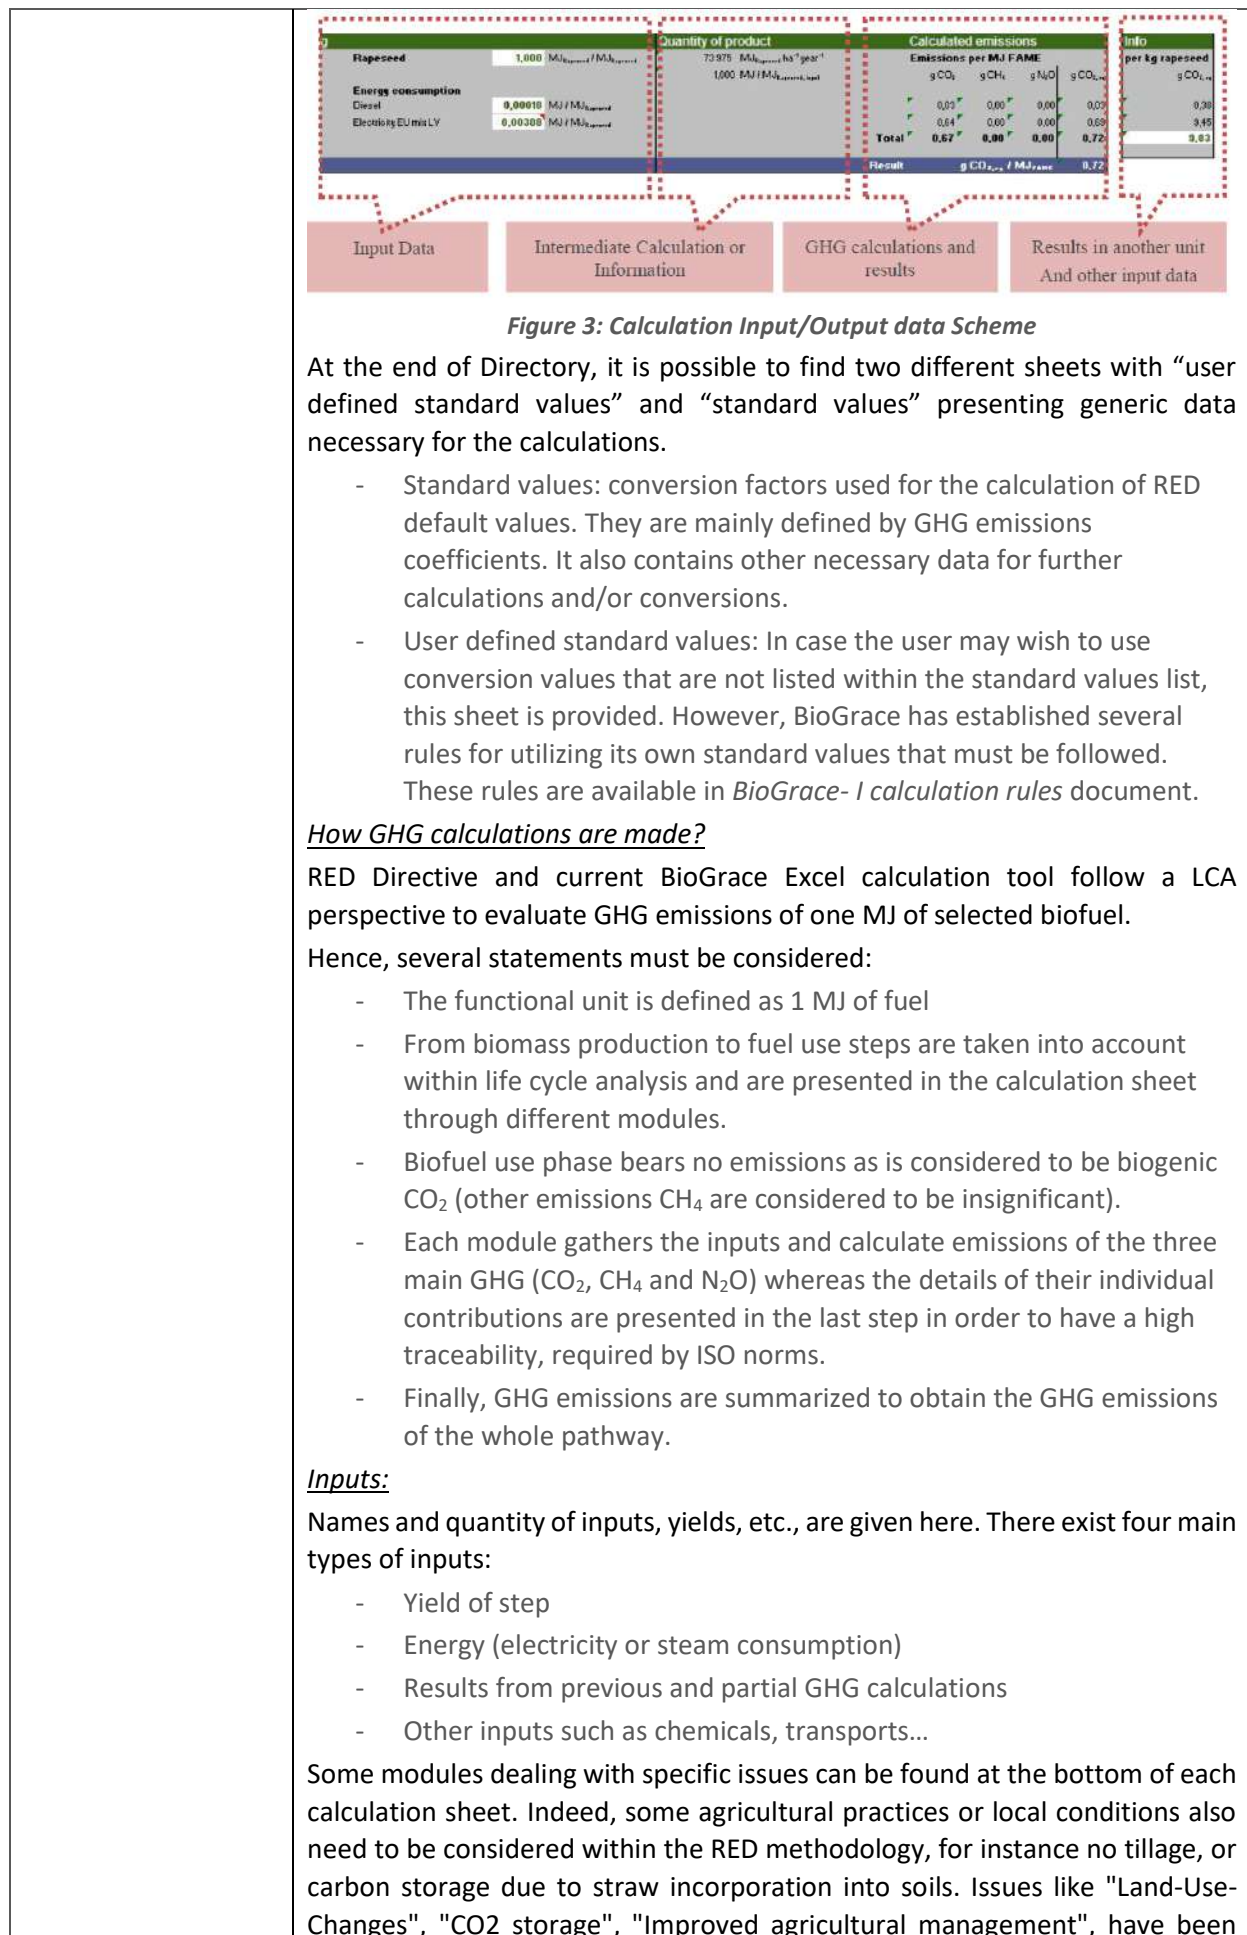 Quantity of product Calculated emissions Info
Rapeseed 1,000 73 975 Emissions per MJ FAME per kg rapeseed
1,000 g CO₂ g CH₄ g N₂O
Energy consumption
Diesel 0,00018 0,03 0,00 0,00 0,03
Electricity EU mix LV 0,00308 0,64 0,00 0,00 0,69
Total 0,67 0,00 0,00 0,72
Result 0,72
Input Data
Intermediate Calculation or
Information
GHG calculations and
results
Results in another unit
And other input data
Figure 3: Calculation Input/Output data Scheme
At the end of Directory, it is possible to find two different sheets with “user
defined standard values” and “standard values” presenting generic data
necessary for the calculations.
- Standard values: conversion factors used for the calculation of RED
default values. They are mainly defined by GHG emissions
coefficients. It also contains other necessary data for further
calculations and/or conversions.
- User defined standard values: In case the user may wish to use
conversion values that are not listed within the standard values list,
this sheet is provided. However, BioGrace has established several
rules for utilizing its own standard values that must be followed.
These rules are available in BioGrace- I calculation rules document.
How GHG calculations are made?
RED Directive and current BioGrace Excel calculation tool follow a LCA
perspective to evaluate GHG emissions of one MJ of selected biofuel.
Hence, several statements must be considered:
- The functional unit is defined as 1 MJ of fuel
- From biomass production to fuel use steps are taken into account
within life cycle analysis and are presented in the calculation sheet
through different modules.
- Biofuel use phase bears no emissions as is considered to be biogenic
CO₂ (other emissions CH₄ are considered to be insignificant).
- Each module gathers the inputs and calculate emissions of the three
main GHG (CO₂, CH₄ and N₂O) whereas the details of their individual
contributions are presented in the last step in order to have a high
traceability, required by ISO norms.
- Finally, GHG emissions are summarized to obtain the GHG emissions
of the whole pathway.
Inputs:
Names and quantity of inputs, yields, etc., are given here. There exist four main
types of inputs:
- Yield of step
- Energy (electricity or steam consumption)
- Results from previous and partial GHG calculations
- Other inputs such as chemicals, transports…
Some modules dealing with specific issues can be found at the bottom of each
calculation sheet. Indeed, some agricultural practices or local conditions also
need to be considered within the RED methodology, for instance no tillage, or
carbon storage due to straw incorporation into soils. Issues like "Land-Use-
Changes", "CO2 storage", "Improved agricultural management", have been